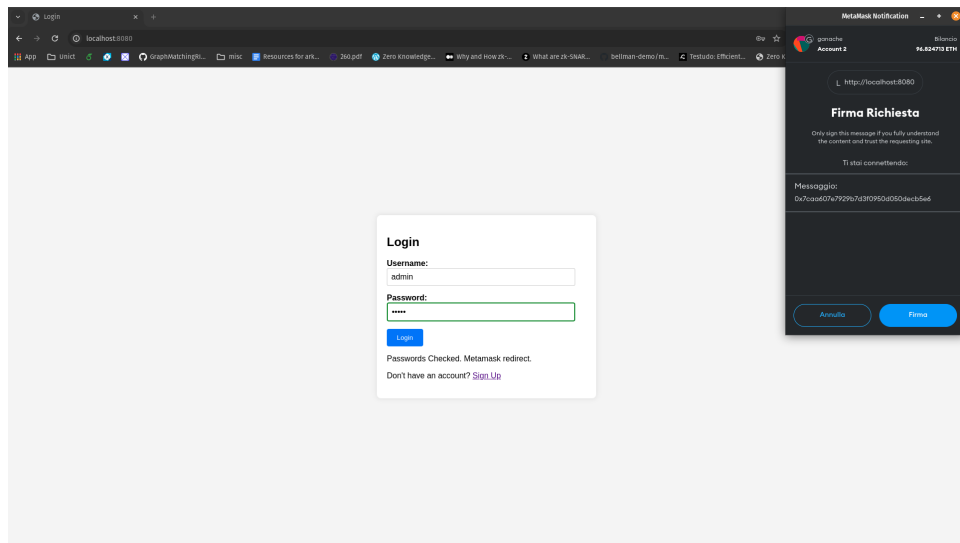 Login
localhost:8080
App Unict GraphMatchingRi... misc Resources for ark... 260.pdf Zero Knowledge... Why and How zk-... What are zk-SNAR... bellman-demo/m... Testudo: Efficient... Zero K
Login
Username:
admin
Password:
•••••
Login
Passwords Checked. Metamask redirect.
Don't have an account? Sign Up
MetaMask Notification
G ganache
Account 2
Bilancio
96.824713 ETH
L http://localhost:8080
Firma Richiesta
Only sign this message if you fully understand
the content and trust the requesting site.
Ti stai connettendo:
Messaggio:
0x7caa607e7929b7d3f0950d050decb5e6
Annulla
Firma